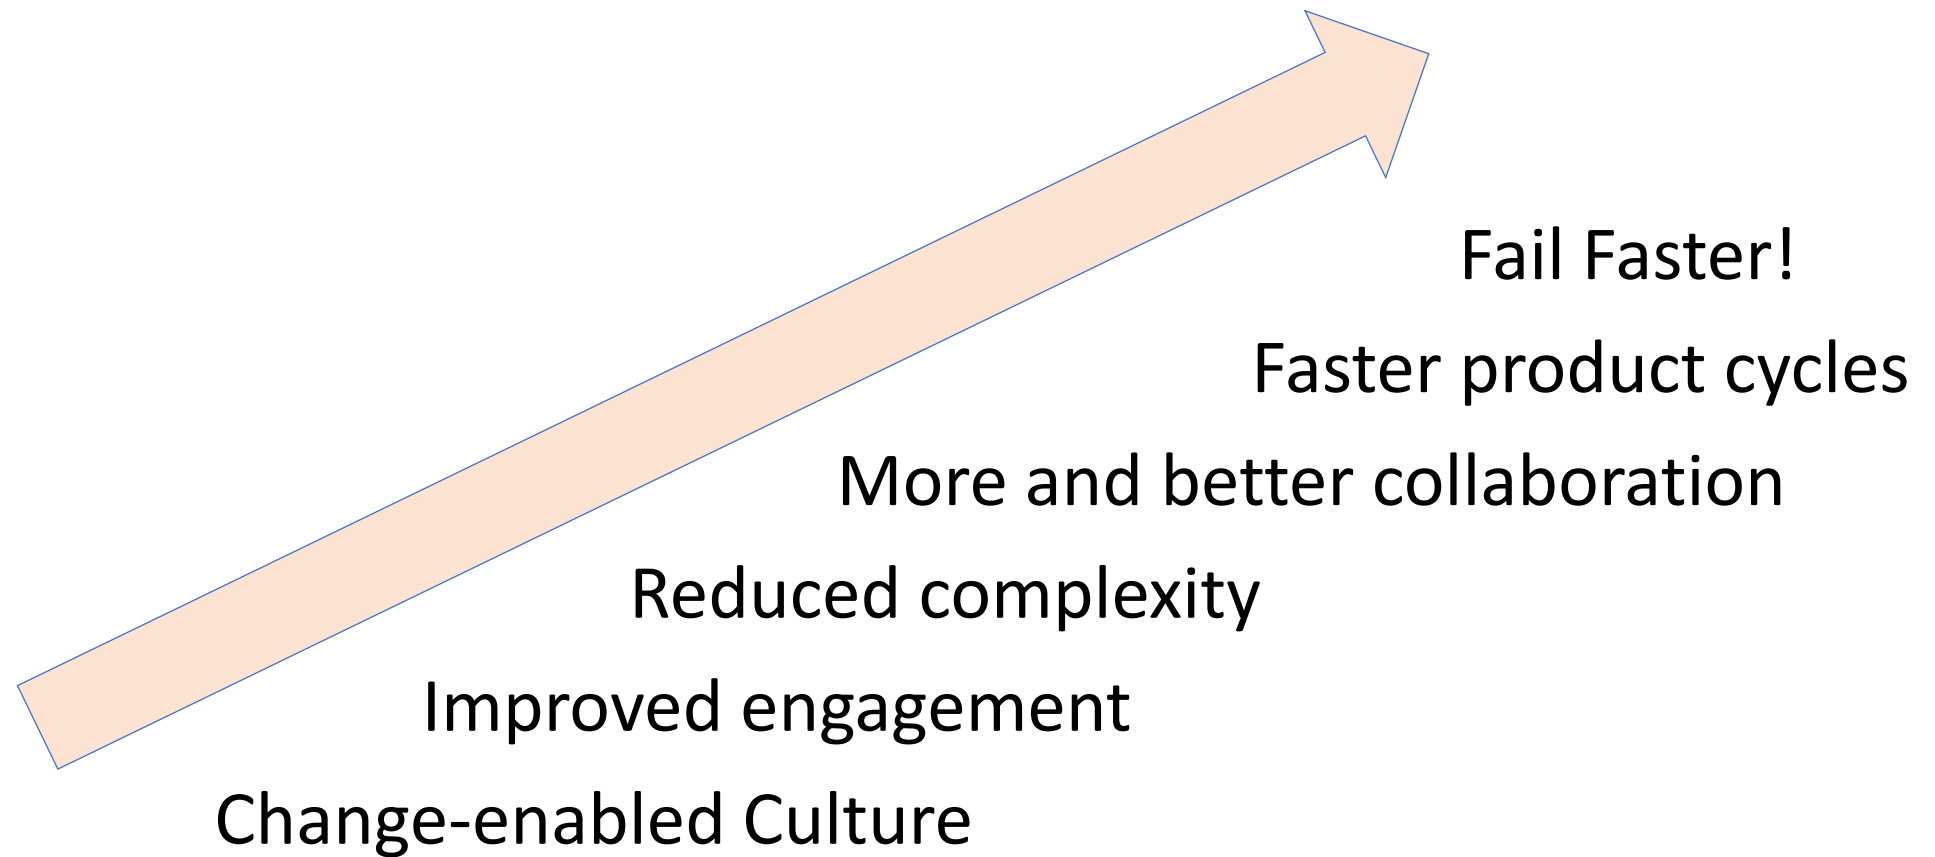 Fail Faster!
Faster product cycles
More and better collaboration
Reduced complexity
Improved engagement
Change-enabled Culture